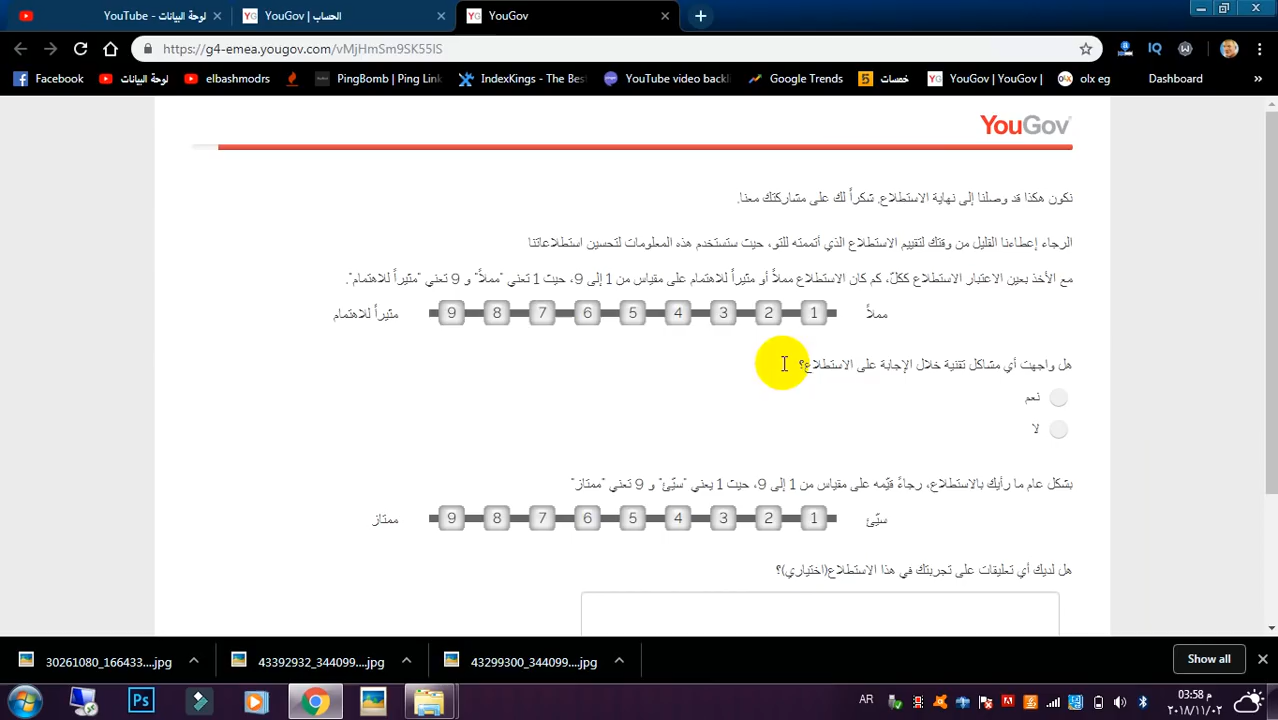 YouTube - لوحة البيانات
الحساب | YouGov
YouGov
https://g4-emea.yougov.com/vMjHmSm9SK55IS
Facebook
لوحة البيانات
elbashmodrs
PingBomb | Ping Link
IndexKings - The Bes
YouTube video backl
Google Trends
خمسات
YouGov | YouGov |
olx eg
Dashboard
»
YouGov
نكون هكذا قد وصلنا إلى نهاية الاستطلاع. شكراً لك على مشاركتك معنا.
الرجاء إعطاءنا القليل من وقتك لتقييم الاستطلاع الذي أتممته للتو، حيث ستستخدم هذه المعلومات لتحسين استطلاعاتنا
مع الأخذ بعين الاعتبار الاستطلاع ككلّ، كم كان الاستطلاع مملاً أو مثيراً للاهتمام على مقياس من 1 إلى 9، حيث 1 تعني "مملاً" و 9 تعني "مثيراً للاهتمام".
مملاً 1 2 3 4 5 6 7 8 9 مثيراً للاهتمام
هل واجهت أي مشاكل تقنية خلال الإجابة على الاستطلاع؟
نعم
لا
بشكل عام ما رأيك بالاستطلاع، رجاءً قيّمه على مقياس من 1 إلى 9، حيث 1 يعني "سيّئ" و 9 تعني "ممتاز"
سيّئ 1 2 3 4 5 6 7 8 9 ممتاز
هل لديك أي تعليقات على تجربتك في هذا الاستطلاع(اختياري)؟
30261080_166433....jpg
43392932_344099....jpg
43299300_344099....jpg
Show all
AR
03:58 م
٢٠١٨/١١/٠٢